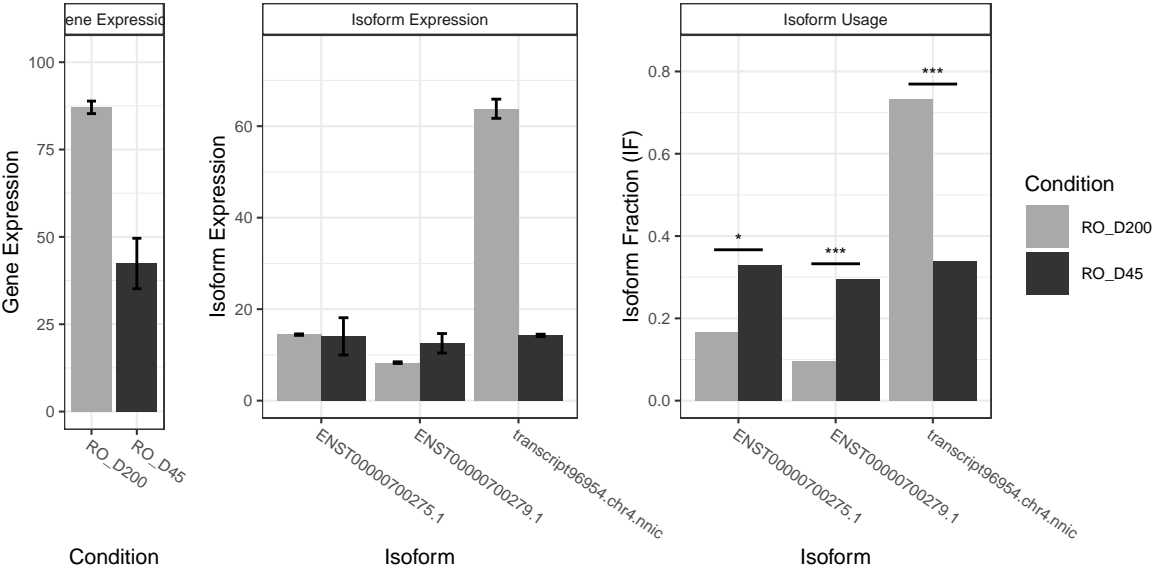 ene Expressio
Isoform Expression
Isoform Usage
Gene Expression
100
75
50
25
0
RO_D200
RO_D45
Condition
Isoform Expression
60
40
20
0
ENST00000700275.1
ENST00000700279.1
transcript96954.chr4.nnic
Isoform
Isoform Fraction (IF)
0.8
0.6
0.4
0.2
0.0
*
***
***
ENST00000700275.1
ENST00000700279.1
transcript96954.chr4.nnic
Isoform
Condition
RO_D200
RO_D45